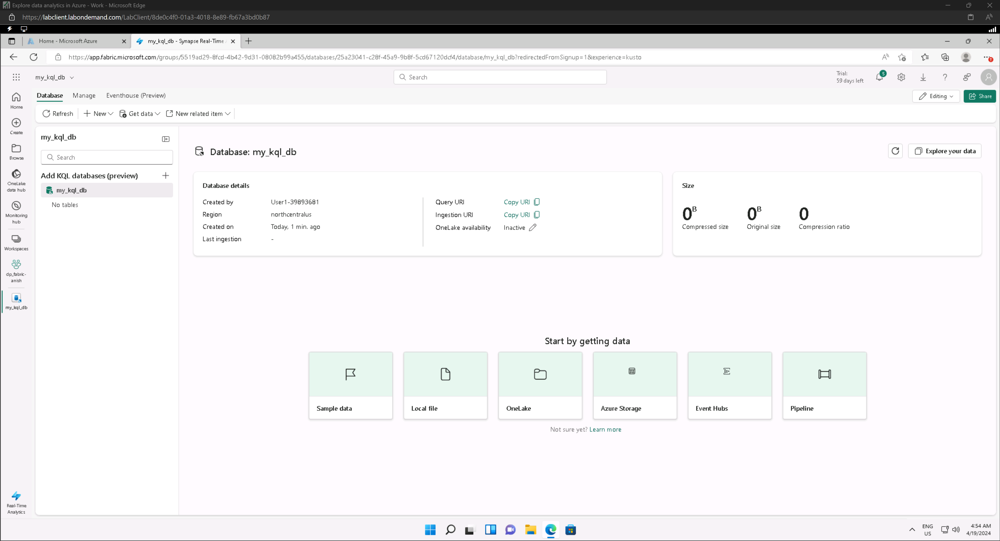 Explore data analytics in Azure - Work - Microsoft Edge
https://labclient.labondemand.com/LabClient/8de0c4f0-01a3-4018-8e89-fb67a3bd0b87
Home - Microsoft Azure
my_kql_db - Synapse Real-Time
https://app.fabric.microsoft.com/groups/5519ad29-8fcd-4b42-9d31-08082b99a455/databases/25a23041-c28f-45a9-9b8f-5cd67120dcf4/database/my_kql_db?redirectedFromSignup=1&experience=kusto
my_kql_db
Search
Trial:
59 days left
5
Database
Manage
Eventhouse (Preview)
Editing
Share
Refresh
New
Get data
New related item
Home
Create
Browse
OneLake
data hub
Monitoring
hub
Workspaces
dp_fabric-
anish
my_kql_db
Real-Time
Analytics
my_kql_db
Search
Add KQL databases (preview)
my_kql_db
No tables
Database: my_kql_db
Explore your data
Database details
Created by User1-39893681
Region northcentralus
Created on Today, 1 min. ago
Last ingestion -
Query URI Copy URI
Ingestion URI Copy URI
OneLake availability Inactive
Size
0 B
Compressed size
0 B
Original size
0
Compression ratio
Start by getting data
Sample data
Local file
OneLake
Azure Storage
Event Hubs
Pipeline
Not sure yet? Learn more
ENG
US
4:54 AM
4/19/2024